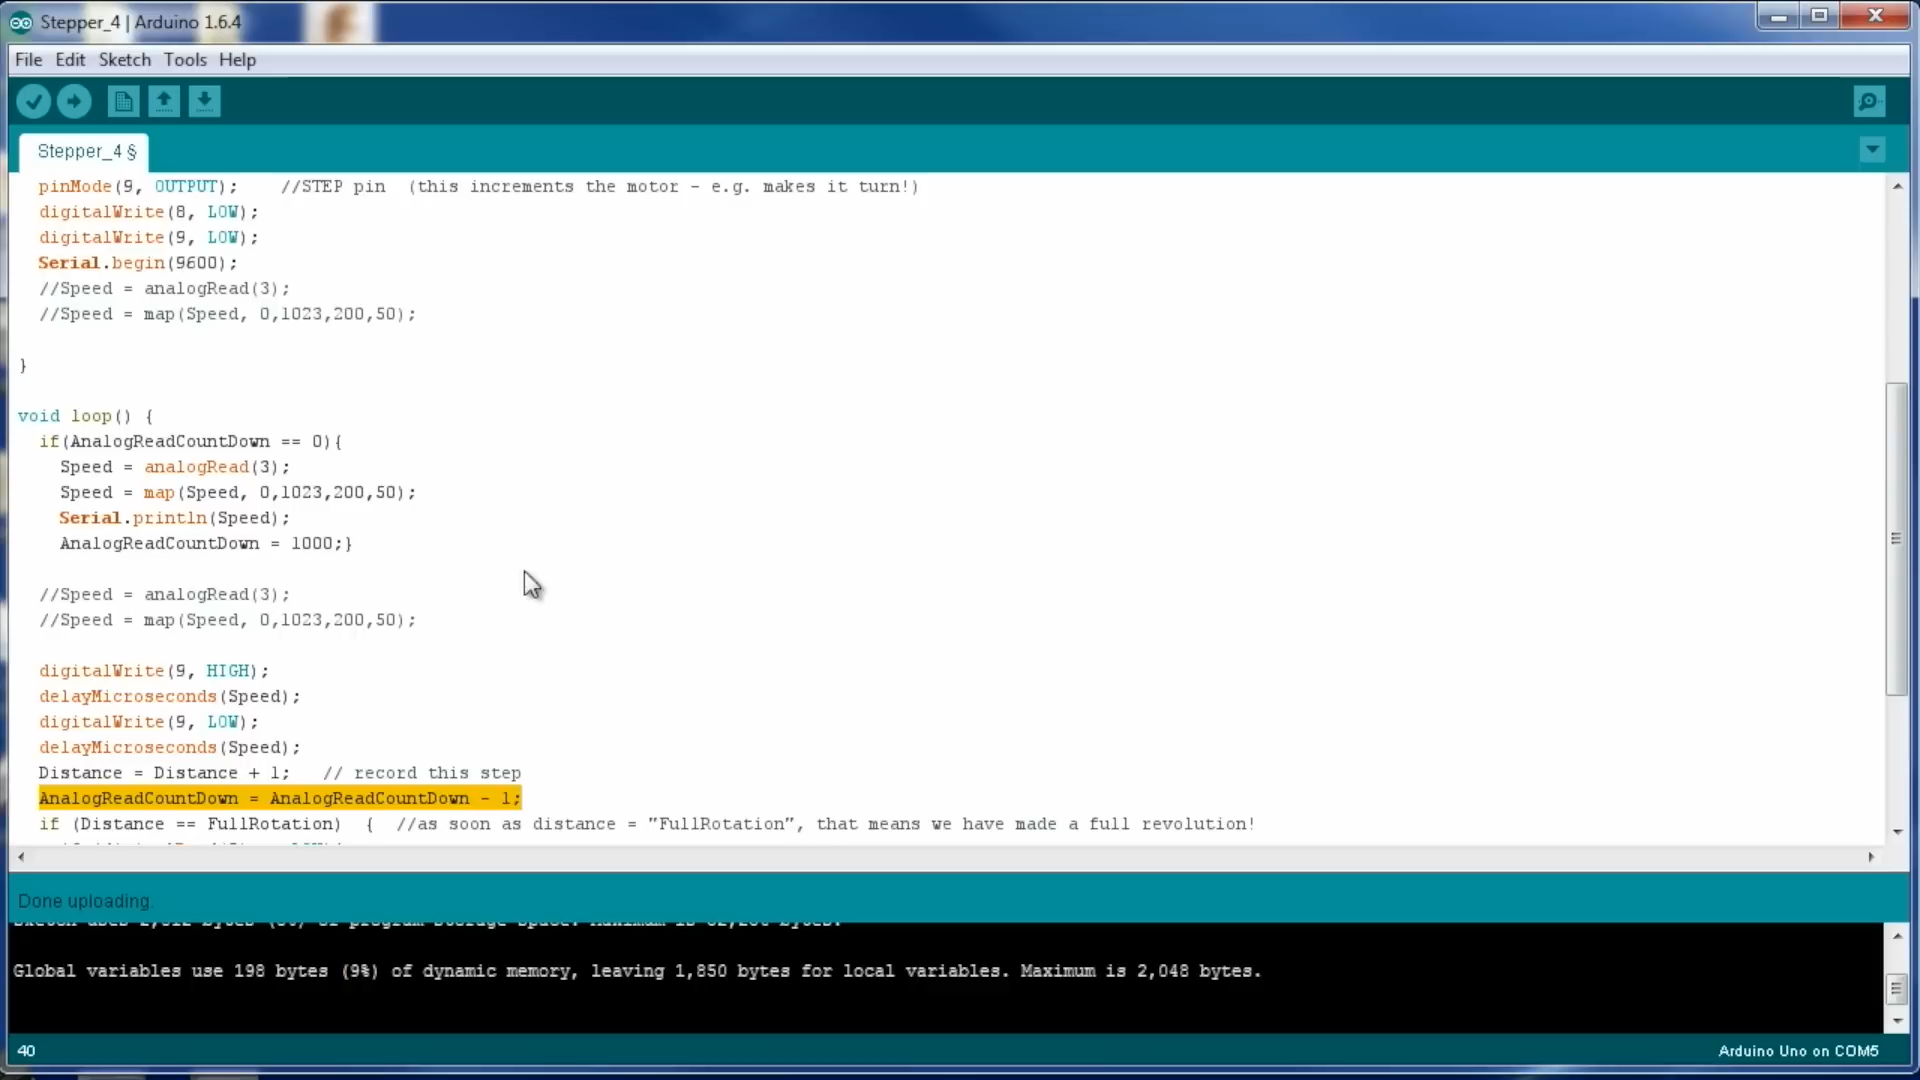 Stepper_4 | Arduino 1.6.4
File Edit Sketch Tools Help
Stepper_4 §
pinMode(9, OUTPUT);    //STEP pin  (this increments the motor - e.g. makes it turn!)
digitalWrite(8, LOW);
digitalWrite(9, LOW);
Serial.begin(9600);
//Speed = analogRead(3);
//Speed = map(Speed, 0,1023,200,50);
}
void loop() {
if(AnalogReadCountDown == 0){
Speed = analogRead(3);
Speed = map(Speed, 0,1023,200,50);
Serial.println(Speed);
AnalogReadCountDown = 1000;}
//Speed = analogRead(3);
//Speed = map(Speed, 0,1023,200,50);
digitalWrite(9, HIGH);
delayMicroseconds(Speed);
digitalWrite(9, LOW);
delayMicroseconds(Speed);
Distance = Distance + 1;   // record this step
AnalogReadCountDown = AnalogReadCountDown - 1;
if (Distance == FullRotation)  {  //as soon as distance = "FullRotation", that means we have made a full revolution!
Done uploading.
Global variables use 198 bytes (9%) of dynamic memory, leaving 1,850 bytes for local variables. Maximum is 2,048 bytes.
40
Arduino Uno on COM5